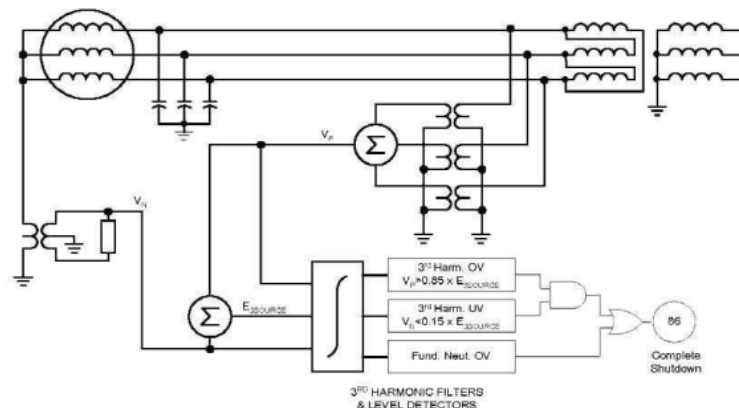 V_P
Σ
V_N
3RD Harm. OV
V_P>0.85 x E_3SOURCE
Σ
E_3SOURCE
3RD Harm. UV
V_N<0.15 x E_3SOURCE
86
Fund. Neut. OV
Complete
Shutdown
3RD HARMONIC FILTERS
& LEVEL DETECTORS